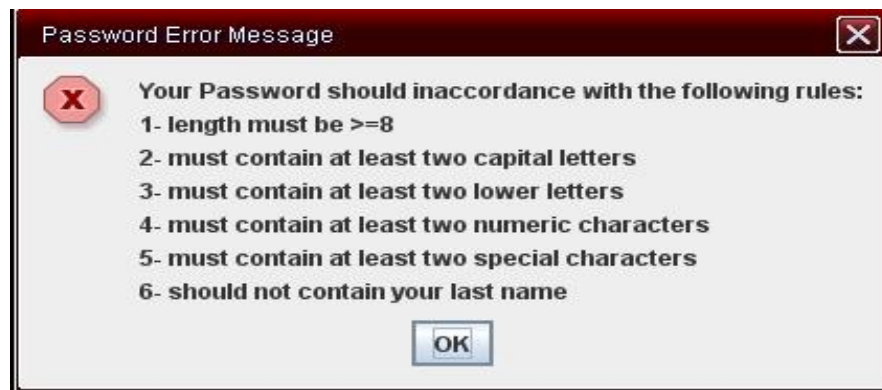 Password Error Message
Your Password should inaccordance with the following rules:
1- length must be >=8
2- must contain at least two capital letters
3- must contain at least two lower letters
4- must contain at least two numeric characters
5- must contain at least two special characters
6- should not contain your last name
OK